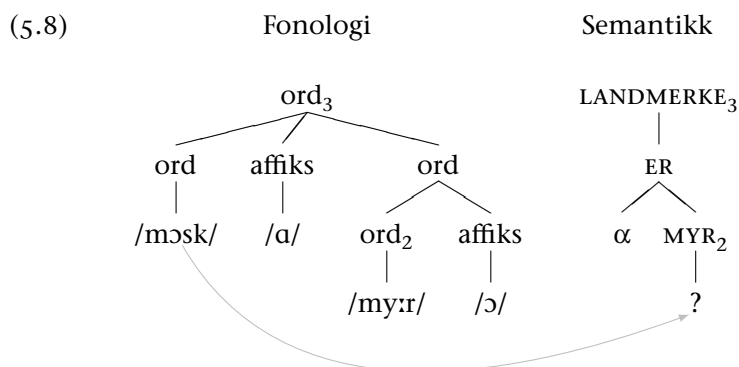 (5.8) Fonologi Semantikk
ord₃ LANDMERKE₃
ord affiks ord ER
/mɔsk/ /ɑ/ ord₂ affiks α MYR₂
/myːr/ /ɔ/ ?